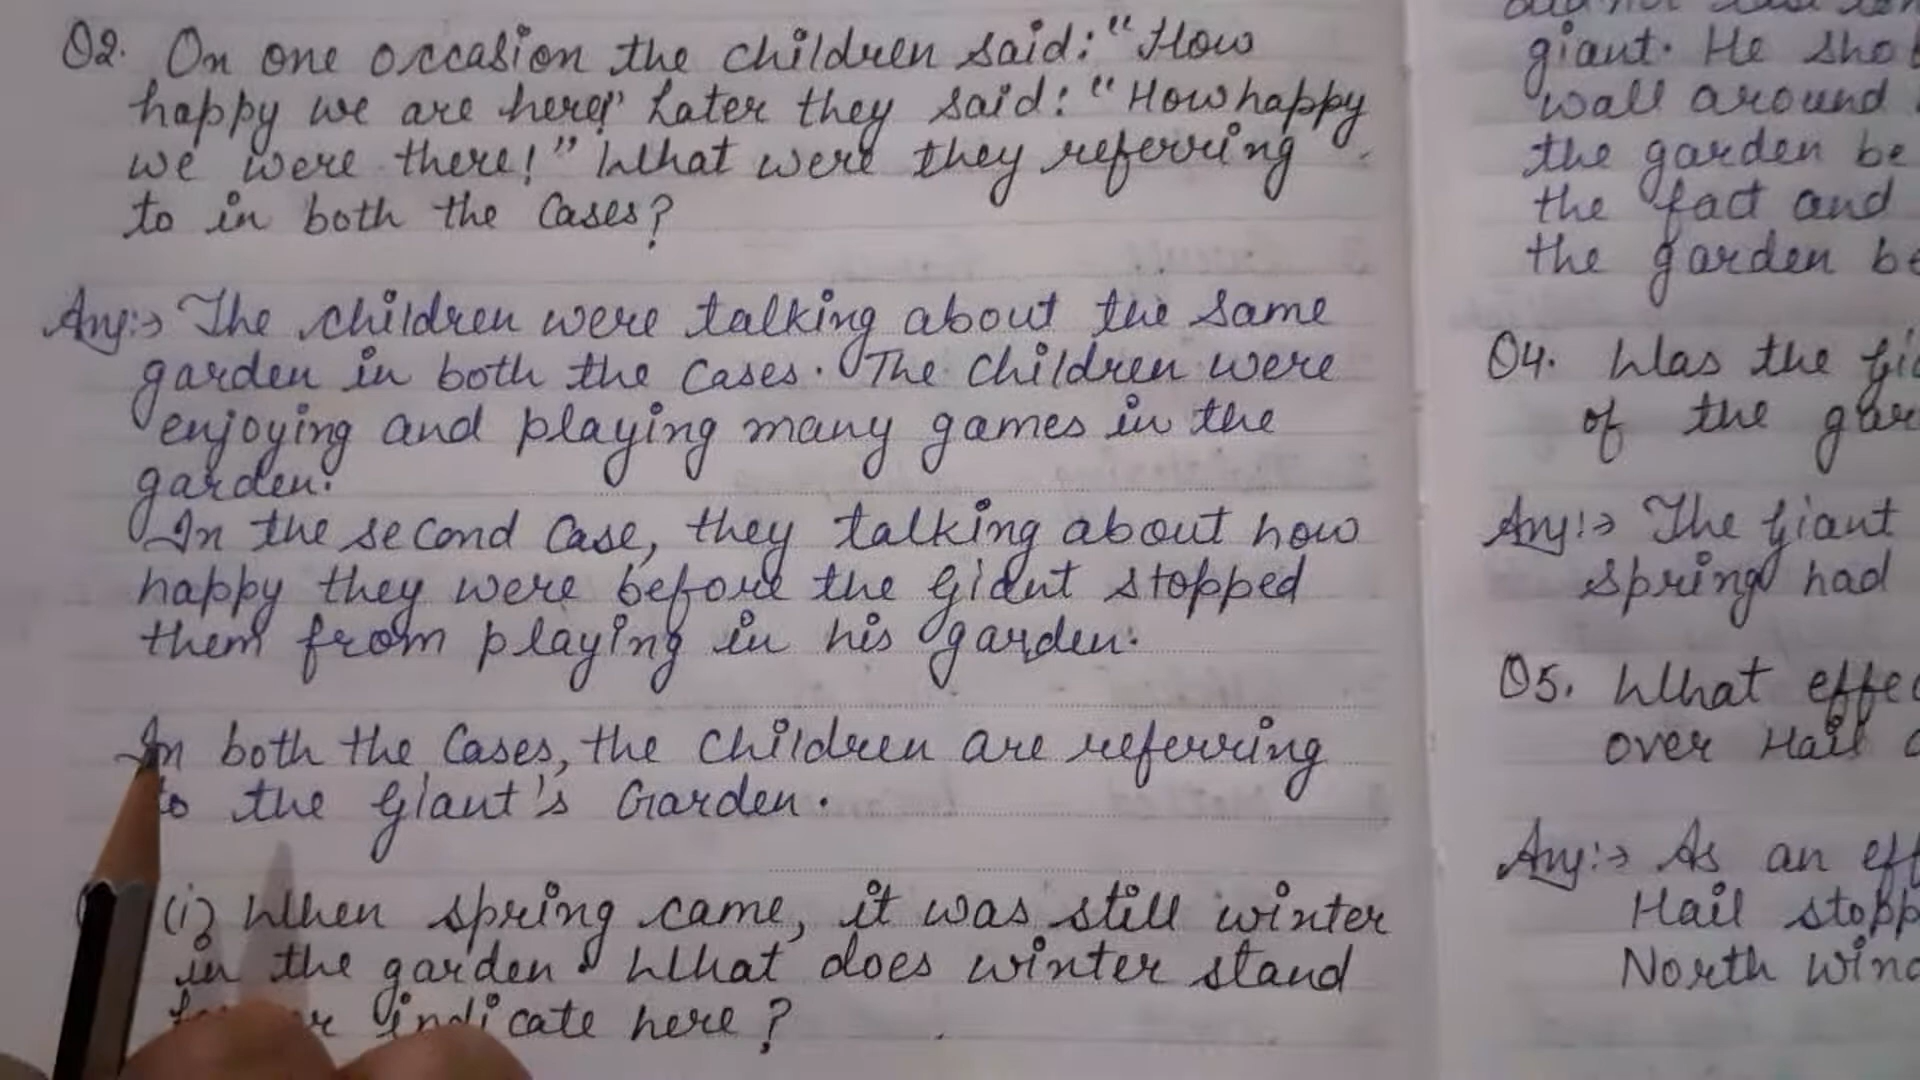 Q2. On one occasion the children said: "How
happy we are here!" Later they said: "How happy
we were there!" What were they referring
to in both the Cases?
Ans:→ The children were talking about the same
garden in both the Cases. The Children were
enjoying and playing many games in the
garden.
In the second Case, they talking about how
happy they were before the Giant stopped
them from playing in his garden.
In both the Cases, the children are referring
to the Giant's Garden.
(i) When spring came, it was still winter
in the garden. What does winter stand
indicate here?
giant. He sho
wall around
the garden be
the fact and
the garden be
Q4. Was the Gia
of the gar
Ans:→ The Giant
spring had
Q5. What effec
over Hail
Ans:→ As an eff
Hail stopp
North Wind